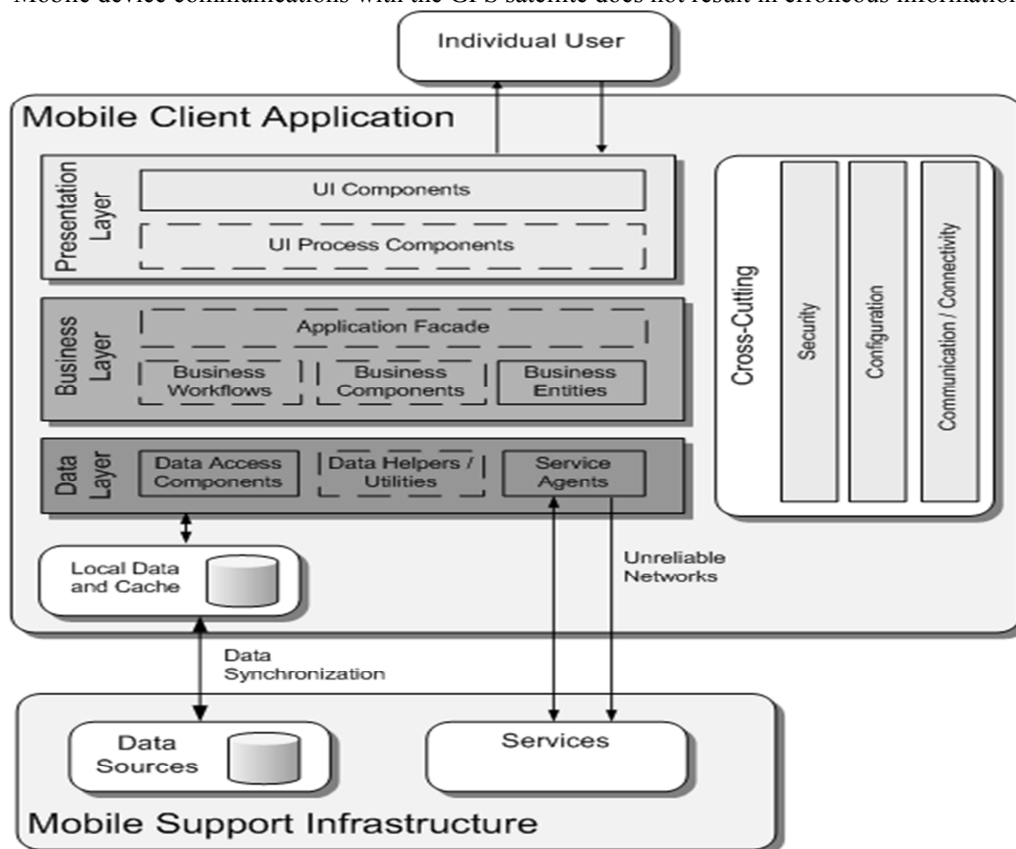 Mobile device communications with the GPS satellite does not result in erroneous information
Individual User
Mobile Client Application
Presentation
Layer
UI Components
UI Process Components
Business
Layer
Application Facade
Business
Workflows
Business
Components
Business
Entities
Data
Layer
Data Access
Components
Data Helpers /
Utilities
Service
Agents
Cross-Cutting
Security
Configuration
Communication / Connectivity
Local Data
and Cache
Unreliable
Networks
Data
Synchronization
Data
Sources
Services
Mobile Support Infrastructure